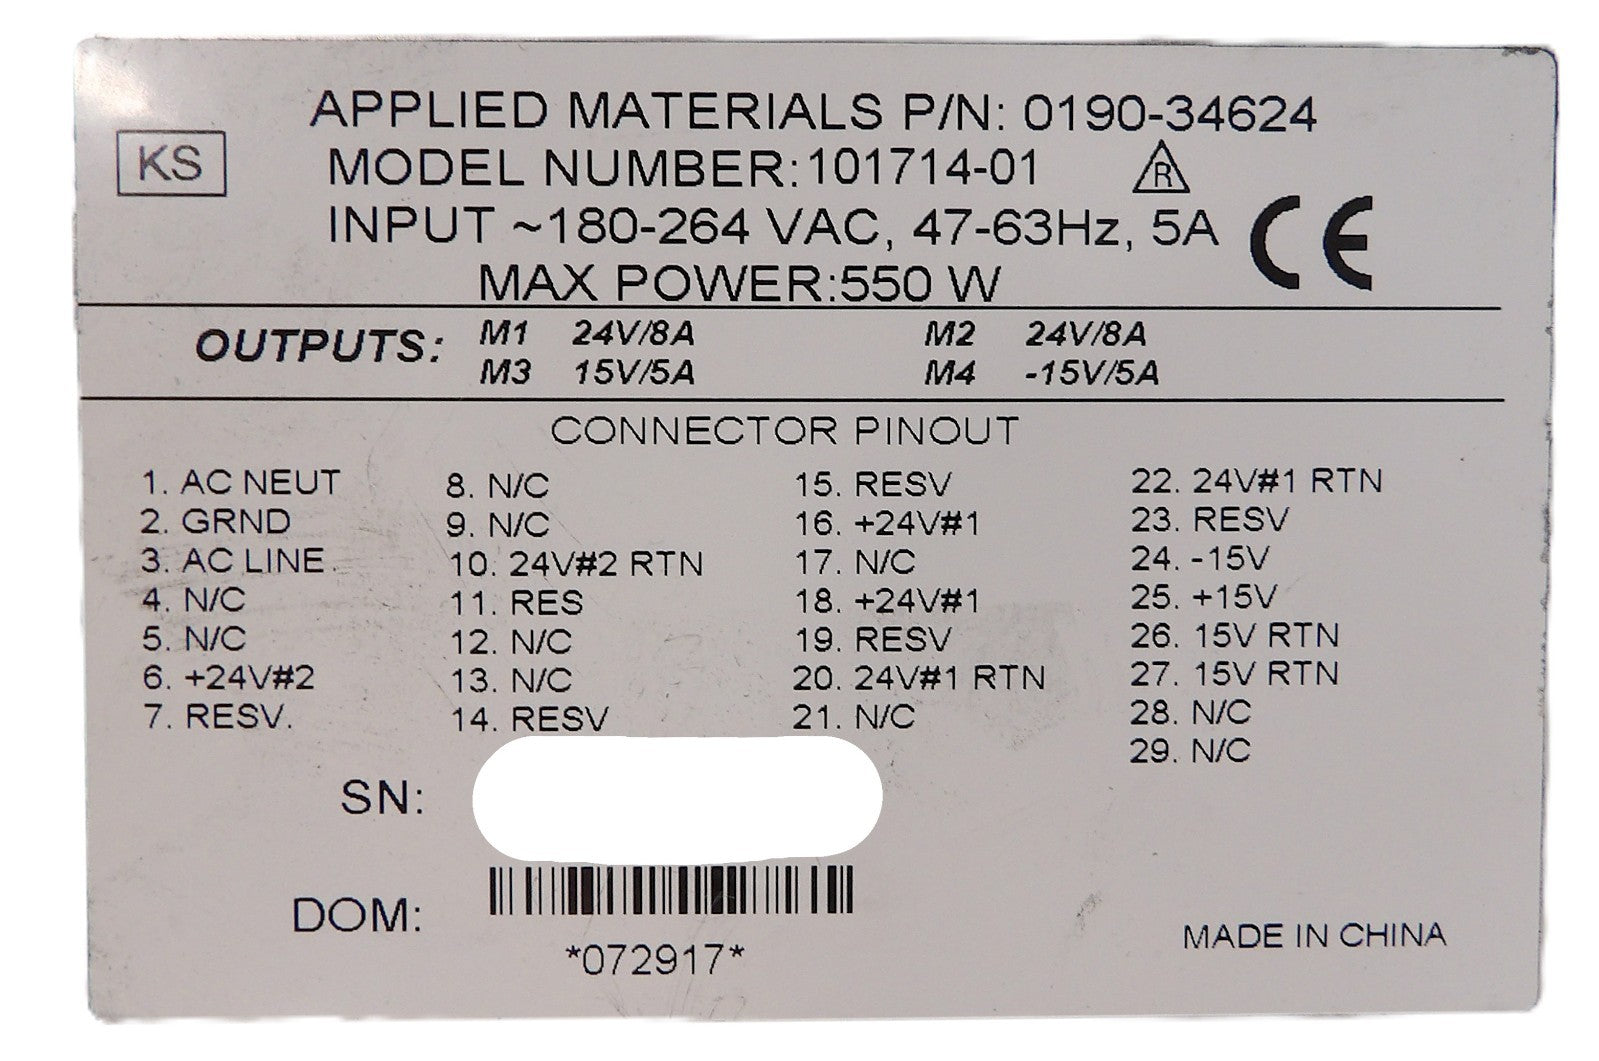 APPLIED MATERIALS P/N: 0190-34624
KS
MODEL NUMBER:101714-01
R
INPUT ~180-264 VAC, 47-63Hz, 5A
CE
MAX POWER:550 W
OUTPUTS: M1 24V/8A M2 24V/8A
M3 15V/5A M4 -15V/5A
CONNECTOR PINOUT
1. AC NEUT
2. GRND
3. AC LINE
4. N/C
5. N/C
6. +24V#2
7. RESV.
8. N/C
9. N/C
10. 24V#2 RTN
11. RES
12. N/C
13. N/C
14. RESV
15. RESV
16. +24V#1
17. N/C
18. +24V#1
19. RESV
20. 24V#1 RTN
21. N/C
22. 24V#1 RTN
23. RESV
24. -15V
25. +15V
26. 15V RTN
27. 15V RTN
28. N/C
29. N/C
SN:
DOM:
*072917*
MADE IN CHINA